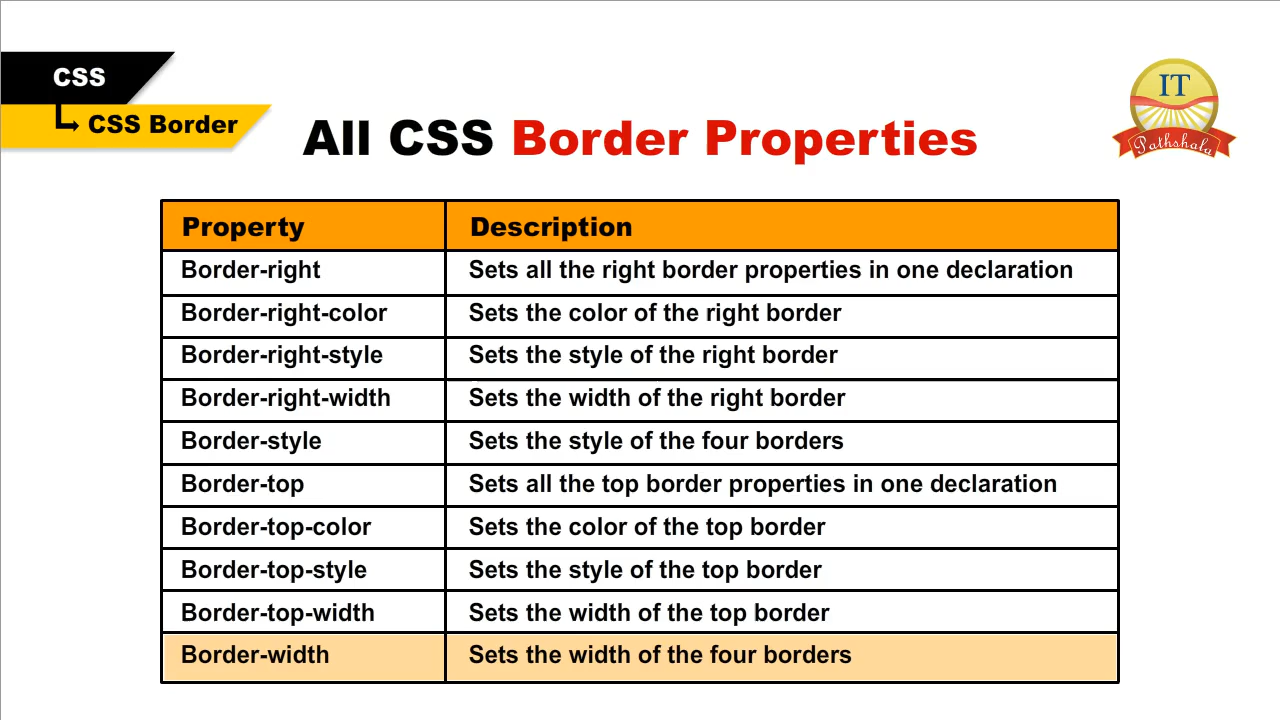 CSS
CSS Border
IT
Pathshala
All CSS Border Properties
Property Description
Border-right Sets all the right border properties in one declaration
Border-right-color Sets the color of the right border
Border-right-style Sets the style of the right border
Border-right-width Sets the width of the right border
Border-style Sets the style of the four borders
Border-top Sets all the top border properties in one declaration
Border-top-color Sets the color of the top border
Border-top-style Sets the style of the top border
Border-top-width Sets the width of the top border
Border-width Sets the width of the four borders